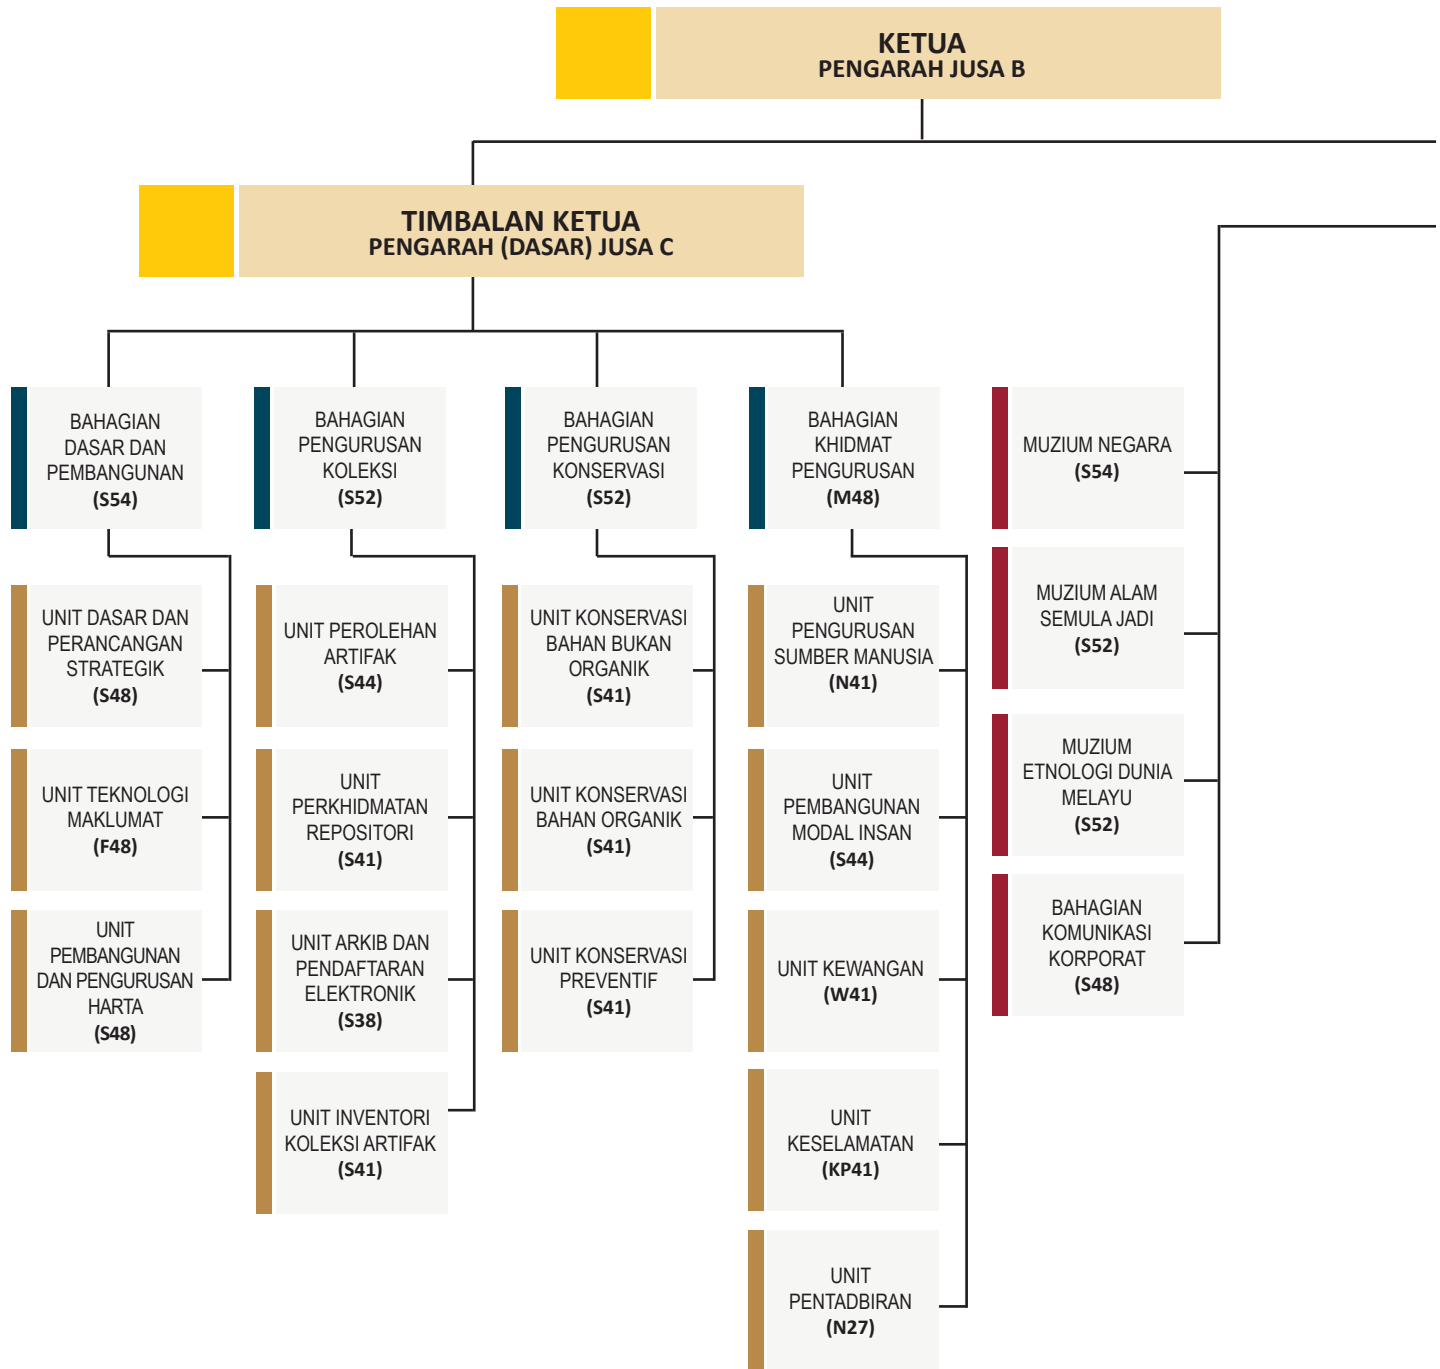 KETUA
PENGARAH JUSA B
TIMBALAN KETUA
PENGARAH (DASAR) JUSA C
BAHAGIAN
DASAR DAN
PEMBANGUNAN
(S54)
UNIT DASAR DAN
PERANCANGAN
STRATEGIK
(S48)
UNIT TEKNOLOGI
MAKLUMAT
(F48)
UNIT
PEMBANGUNAN
DAN PENGURUSAN
HARTA
(S48)
BAHAGIAN
PENGURUSAN
KOLEKSI
(S52)
UNIT PEROLEHAN
ARTIFAK
(S44)
UNIT
PERKHIDMATAN
REPOSITORI
(S41)
UNIT ARKIB DAN
PENDAFTARAN
ELEKTRONIK
(S38)
UNIT INVENTORI
KOLEKSI ARTIFAK
(S41)
BAHAGIAN
PENGURUSAN
KONSERVASI
(S52)
UNIT KONSERVASI
BAHAN BUKAN
ORGANIK
(S41)
UNIT KONSERVASI
BAHAN ORGANIK
(S41)
UNIT KONSERVASI
PREVENTIF
(S41)
BAHAGIAN
KHIDMAT
PENGURUSAN
(M48)
UNIT
PENGURUSAN
SUMBER MANUSIA
(N41)
UNIT
PEMBANGUNAN
MODAL INSAN
(S44)
UNIT KEWANGAN
(W41)
UNIT
KESELAMATAN
(KP41)
UNIT
PENTADBIRAN
(N27)
MUZIUM NEGARA
(S54)
MUZIUM ALAM
SEMULA JADI
(S52)
MUZIUM
ETNOLOGI DUNIA
MELAYU
(S52)
BAHAGIAN
KOMUNIKASI
KORPORAT
(S48)